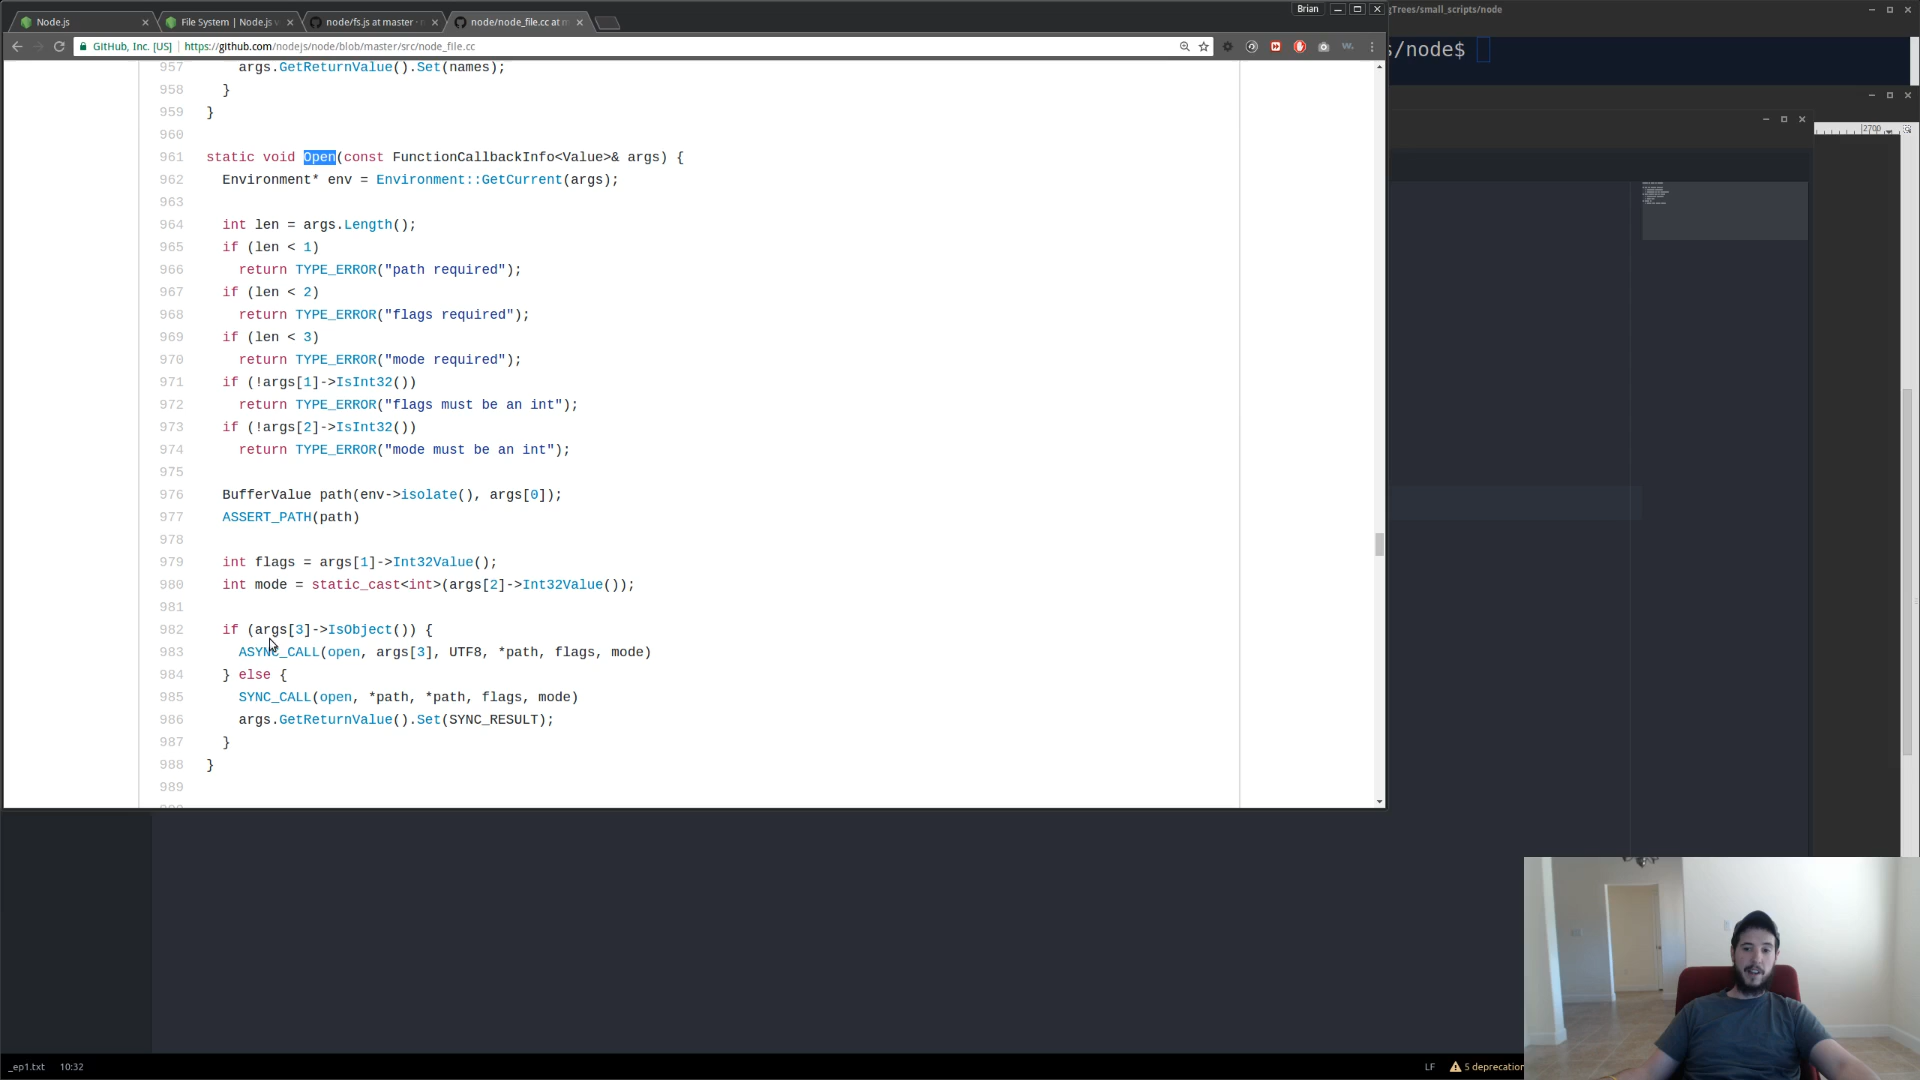 Node.js
File System | Node.js v
node/fs.js at master · n
node/node_file.cc at m
Brian
gTrees/small_scripts/node
GitHub, Inc. [US]
https://github.com/nodejs/node/blob/master/src/node_file.cc
s/node$
2700
957 args.GetReturnValue().Set(names);
958 }
959 }
960
961 static void Open(const FunctionCallbackInfo<Value>& args) {
962 Environment* env = Environment::GetCurrent(args);
963
964 int len = args.Length();
965 if (len < 1)
966 return TYPE_ERROR("path required");
967 if (len < 2)
968 return TYPE_ERROR("flags required");
969 if (len < 3)
970 return TYPE_ERROR("mode required");
971 if (!args[1]->IsInt32())
972 return TYPE_ERROR("flags must be an int");
973 if (!args[2]->IsInt32())
974 return TYPE_ERROR("mode must be an int");
975
976 BufferValue path(env->isolate(), args[0]);
977 ASSERT_PATH(path)
978
979 int flags = args[1]->Int32Value();
980 int mode = static_cast<int>(args[2]->Int32Value());
981
982 if (args[3]->IsObject()) {
983 ASYNC_CALL(open, args[3], UTF8, *path, flags, mode)
984 } else {
985 SYNC_CALL(open, *path, *path, flags, mode)
986 args.GetReturnValue().Set(SYNC_RESULT);
987 }
988 }
989
_ep1.txt 10:32
LF 5 deprecation